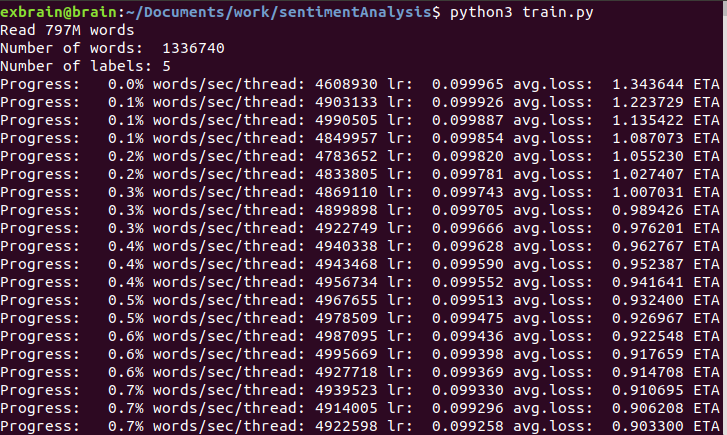 exbrain@brain:~/Documents/work/sentimentAnalysis$ python3 train.py
Read 797M words
Number of words:  1336740
Number of labels: 5
Progress:   0.0% words/sec/thread: 4608930 lr:  0.099965 avg.loss:  1.343644 ETA
Progress:   0.1% words/sec/thread: 4903133 lr:  0.099926 avg.loss:  1.223729 ETA
Progress:   0.1% words/sec/thread: 4990505 lr:  0.099887 avg.loss:  1.135422 ETA
Progress:   0.1% words/sec/thread: 4849957 lr:  0.099854 avg.loss:  1.087073 ETA
Progress:   0.2% words/sec/thread: 4783652 lr:  0.099820 avg.loss:  1.055230 ETA
Progress:   0.2% words/sec/thread: 4833805 lr:  0.099781 avg.loss:  1.027407 ETA
Progress:   0.3% words/sec/thread: 4869110 lr:  0.099743 avg.loss:  1.007031 ETA
Progress:   0.3% words/sec/thread: 4899898 lr:  0.099705 avg.loss:  0.989426 ETA
Progress:   0.3% words/sec/thread: 4922749 lr:  0.099666 avg.loss:  0.976201 ETA
Progress:   0.4% words/sec/thread: 4940338 lr:  0.099628 avg.loss:  0.962767 ETA
Progress:   0.4% words/sec/thread: 4943468 lr:  0.099590 avg.loss:  0.952387 ETA
Progress:   0.4% words/sec/thread: 4956734 lr:  0.099552 avg.loss:  0.941641 ETA
Progress:   0.5% words/sec/thread: 4967655 lr:  0.099513 avg.loss:  0.932400 ETA
Progress:   0.5% words/sec/thread: 4978509 lr:  0.099475 avg.loss:  0.926967 ETA
Progress:   0.6% words/sec/thread: 4987095 lr:  0.099436 avg.loss:  0.922548 ETA
Progress:   0.6% words/sec/thread: 4995669 lr:  0.099398 avg.loss:  0.917659 ETA
Progress:   0.6% words/sec/thread: 4927718 lr:  0.099369 avg.loss:  0.914708 ETA
Progress:   0.7% words/sec/thread: 4939523 lr:  0.099330 avg.loss:  0.910695 ETA
Progress:   0.7% words/sec/thread: 4914005 lr:  0.099296 avg.loss:  0.906208 ETA
Progress:   0.7% words/sec/thread: 4922598 lr:  0.099258 avg.loss:  0.903300 ETA